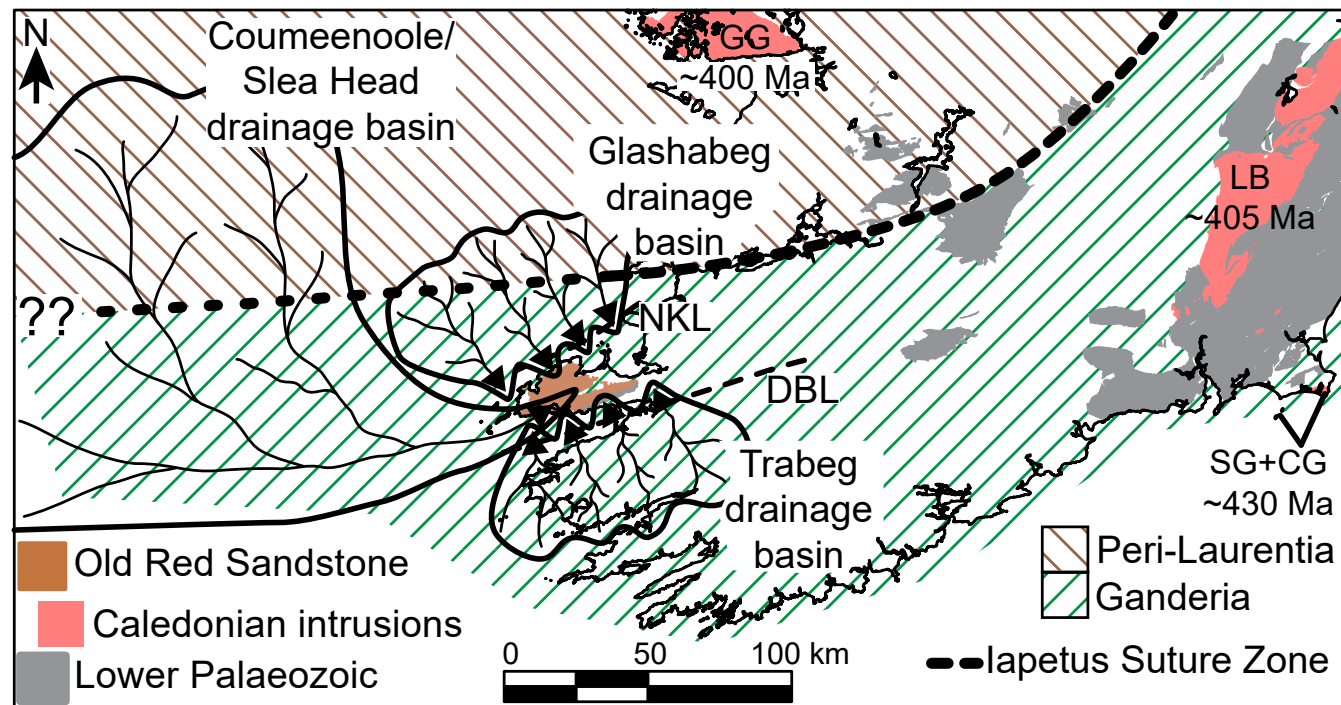 N
Coumeenoole/
Slea Head
drainage basin
GG
~400 Ma
Glashabeg
drainage
basin
LB
~405 Ma
??
NKL
DBL
Trabeg
drainage
basin
SG+CG
~430 Ma
Old Red Sandstone
Caledonian intrusions
Lower Palaeozoic
0 50 100 km
Peri-Laurentia
Ganderia
Iapetus Suture Zone